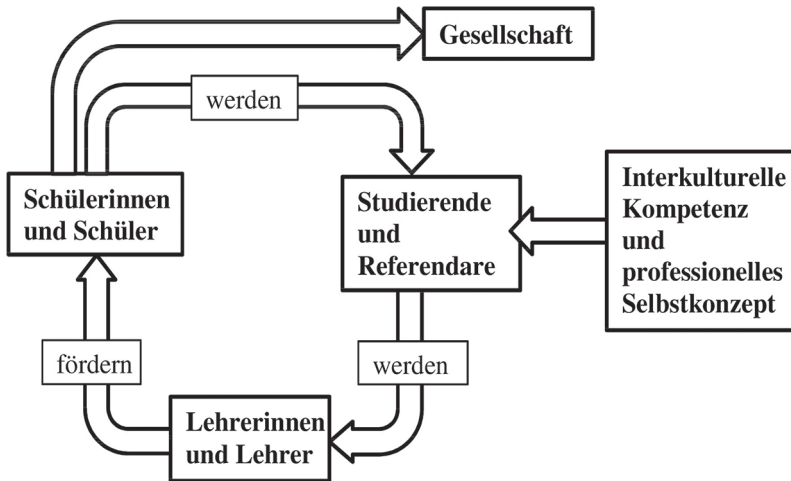 Gesellschaft
werden
Schülerinnen
und Schüler
Studierende
und
Referendare
Interkulturelle
Kompetenz
und
professionelles
Selbstkonzept
fördern
werden
Lehrerinnen
und Lehrer